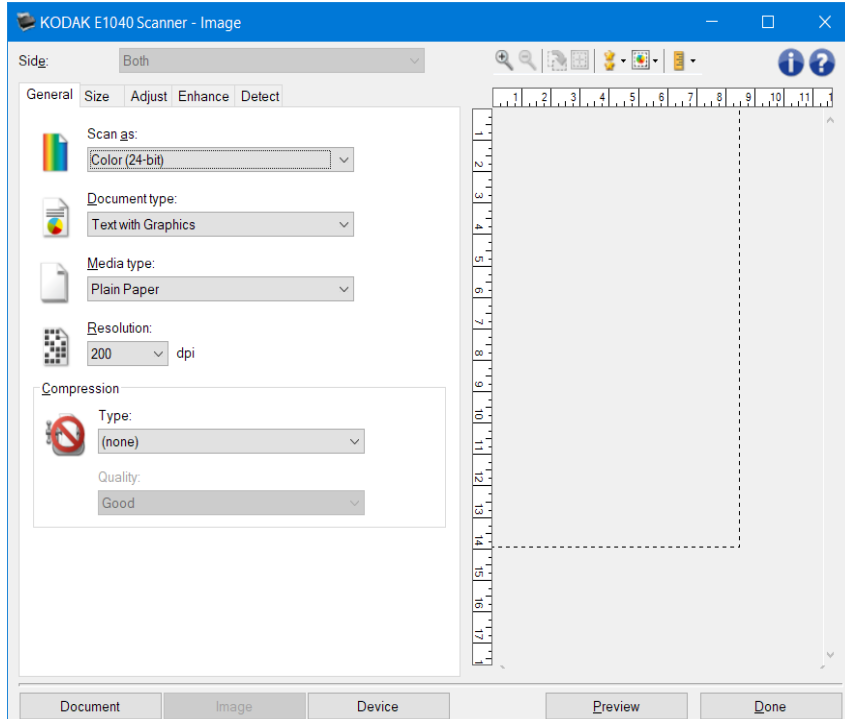 KODAK E1040 Scanner - Image
Side: Both
General Size Adjust Enhance Detect
Scan as:
Color (24-bit)
Document type:
Text with Graphics
Media type:
Plain Paper
Resolution:
200 dpi
Compression
Type:
(none)
Quality:
Good
1 2 3 4 5 6 7 8 9 10 11 1
1
2
3
4
5
6
7
8
9
10
11
12
13
14
15
16
17
1
Document Image Device Preview Done